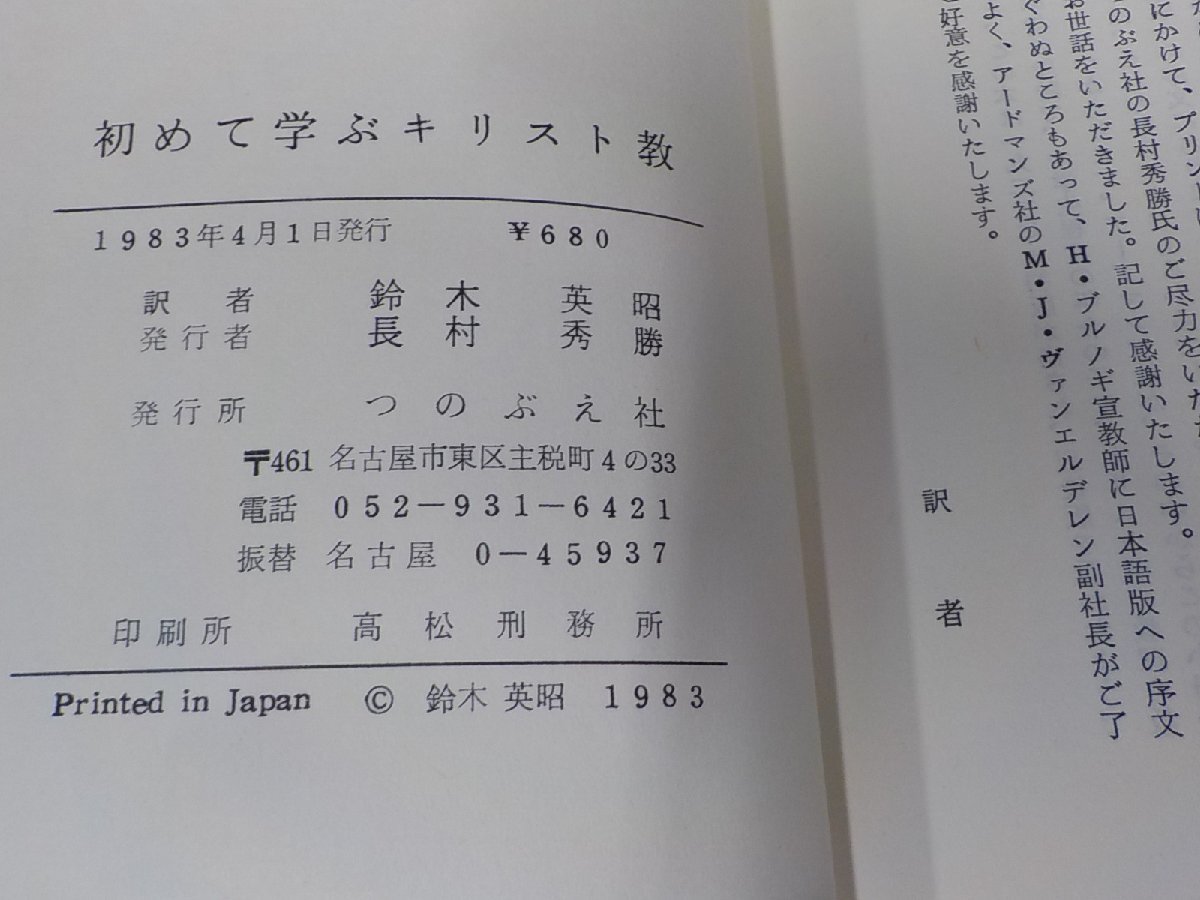 初めて学ぶキリスト教
1983年4月1日発行 ¥680
訳者 鈴木英昭
発行者 長村秀勝
発行所 つのぶえ社
〒461 名古屋市東区主税町4の33
電話 052-931-6421
振替 名古屋 0-45937
印刷所 高松刑務所
Printed in Japan © 鈴木 英昭 1983
にかけて、プリント
のぶえ社の長村秀勝氏のご尽力をいた
お世話をいただきました。記して感謝いたします。
ぐわぬところもあって、H・ブルノギ宣教師に日本語版への序文
よく、アードマンズ社のM・J・ヴァンエルデレン副社長がご了
好意を感謝いたします。
訳者